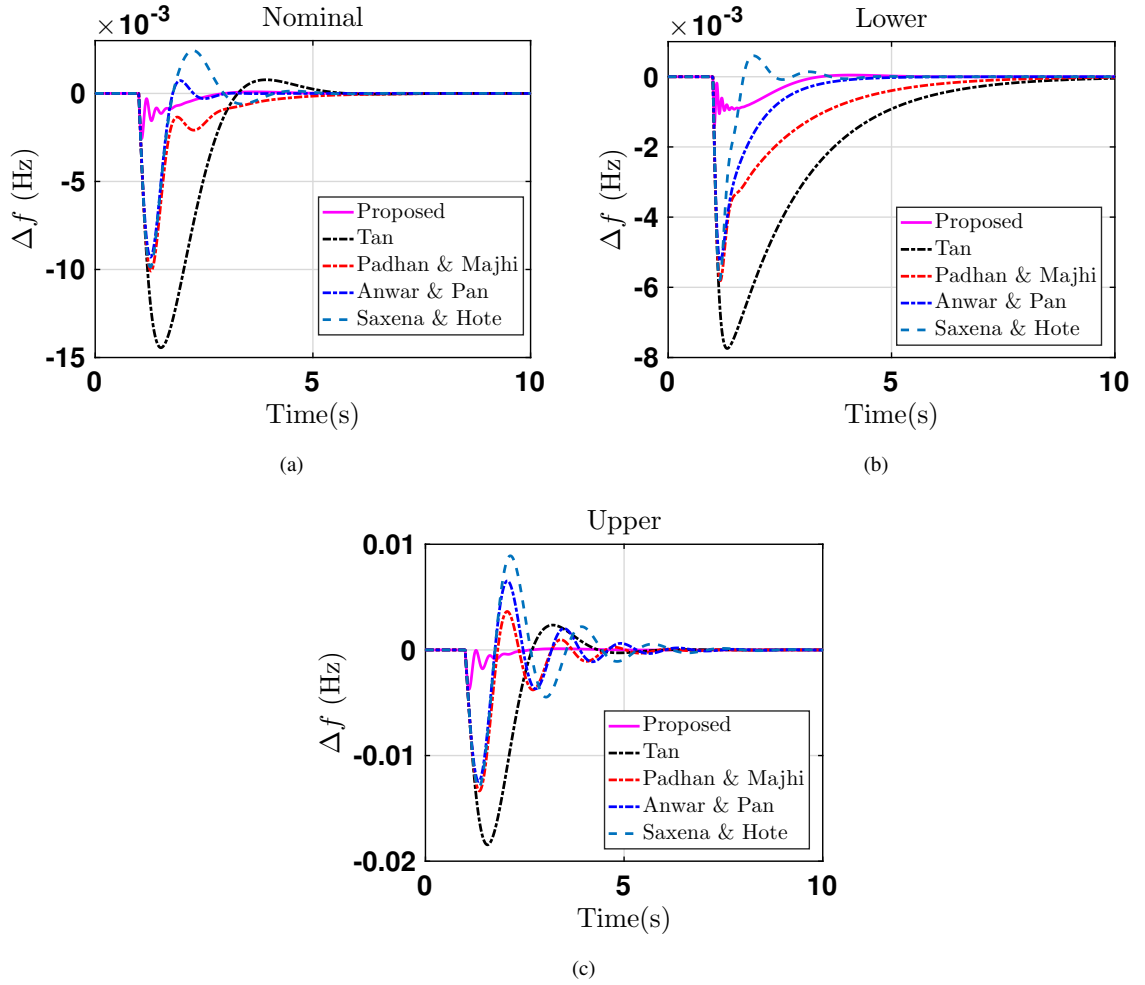 × 10⁻³
Nominal
0
-5
-10
-15
Δf (Hz)
Proposed
Tan
Padhan & Majhi
Anwar & Pan
Saxena & Hote
0
5
10
Time(s)
(a)
× 10⁻³
Lower
0
-2
-4
-6
-8
Δf (Hz)
Proposed
Tan
Padhan & Majhi
Anwar & Pan
Saxena & Hote
0
5
10
Time(s)
(b)
Upper
0.01
0
-0.01
-0.02
Δf (Hz)
Proposed
Tan
Padhan & Majhi
Anwar & Pan
Saxena & Hote
0
5
10
Time(s)
(c)